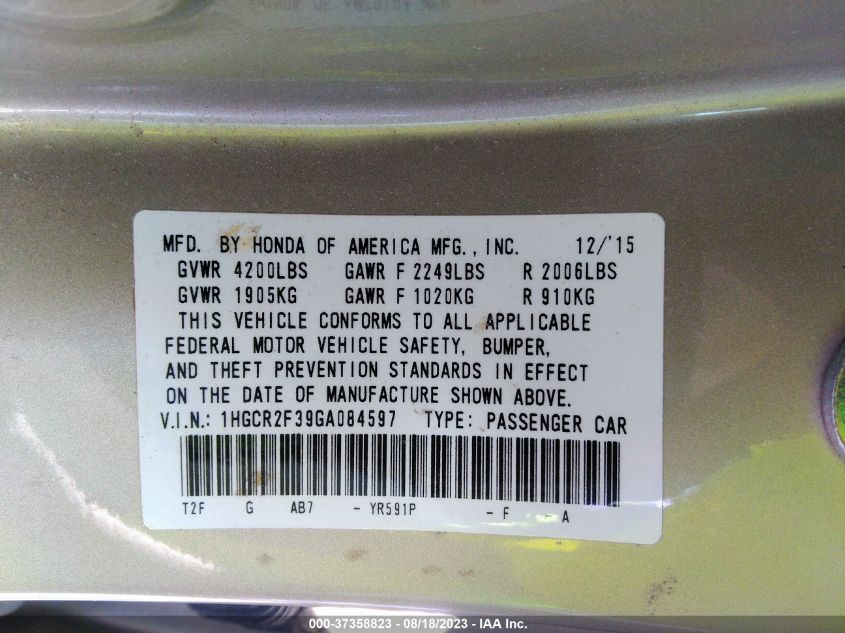 MFD. BY HONDA OF AMERICA MFG., INC. 12/'15
GVWR 4200LBS GAWR F 2249LBS R 2006LBS
GVWR 1905KG GAWR F 1020KG R 910KG
THIS VEHICLE CONFORMS TO ALL APPLICABLE
FEDERAL MOTOR VEHICLE SAFETY, BUMPER,
AND THEFT PREVENTION STANDARDS IN EFFECT
ON THE DATE OF MANUFACTURE SHOWN ABOVE.
V.I.N.: 1HGCR2F39GA084597 TYPE: PASSENGER CAR
T2F G AB7 - YR591P - F - A
000-37358823 - 08/18/2023 - IAA Inc.